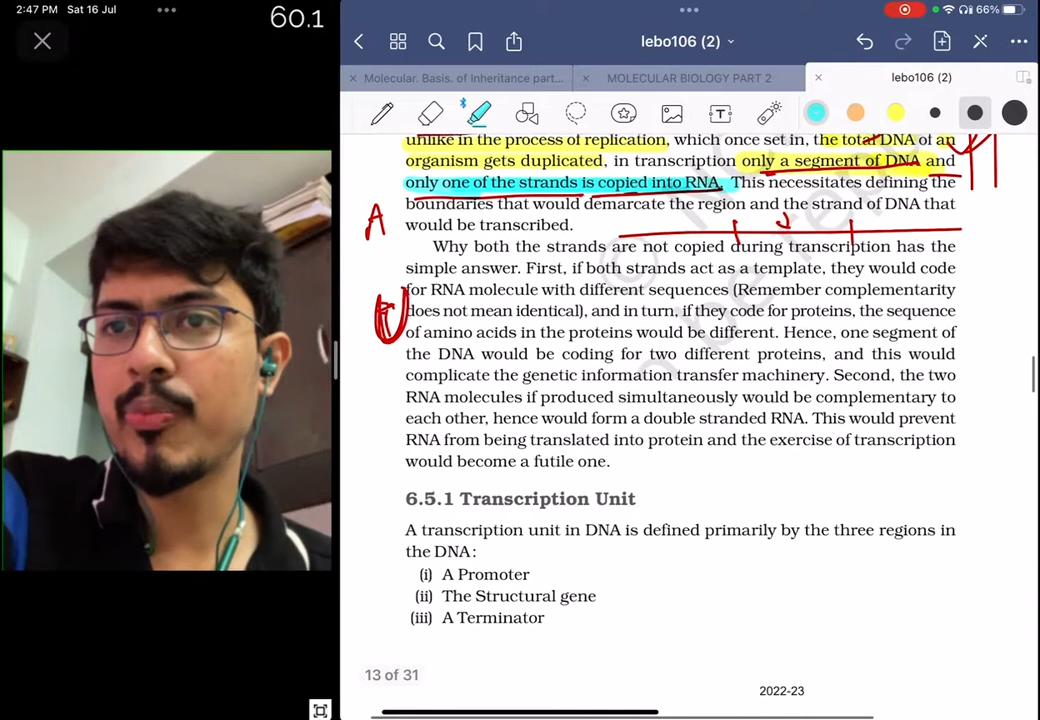 2:47 PM Sat 16 Jul
60.1
66%
lebo106 (2)
Molecular. Basis. of Inheritance part...
MOLECULAR BIOLOGY PART 2
lebo106 (2)
unlike in the process of replication, which once set in, the total DNA of an
organism gets duplicated, in transcription only a segment of DNA and
only one of the strands is copied into RNA. This necessitates defining the
boundaries that would demarcate the region and the strand of DNA that
would be transcribed.
A
Why both the strands are not copied during transcription has the
simple answer. First, if both strands act as a template, they would code
for RNA molecule with different sequences (Remember complementarity
does not mean identical), and in turn, if they code for proteins, the sequence
of amino acids in the proteins would be different. Hence, one segment of
the DNA would be coding for two different proteins, and this would
complicate the genetic information transfer machinery. Second, the two
RNA molecules if produced simultaneously would be complementary to
each other, hence would form a double stranded RNA. This would prevent
RNA from being translated into protein and the exercise of transcription
would become a futile one.
6.5.1 Transcription Unit
A transcription unit in DNA is defined primarily by the three regions in
the DNA:
(i) A Promoter
(ii) The Structural gene
(iii) A Terminator
13 of 31
2022-23